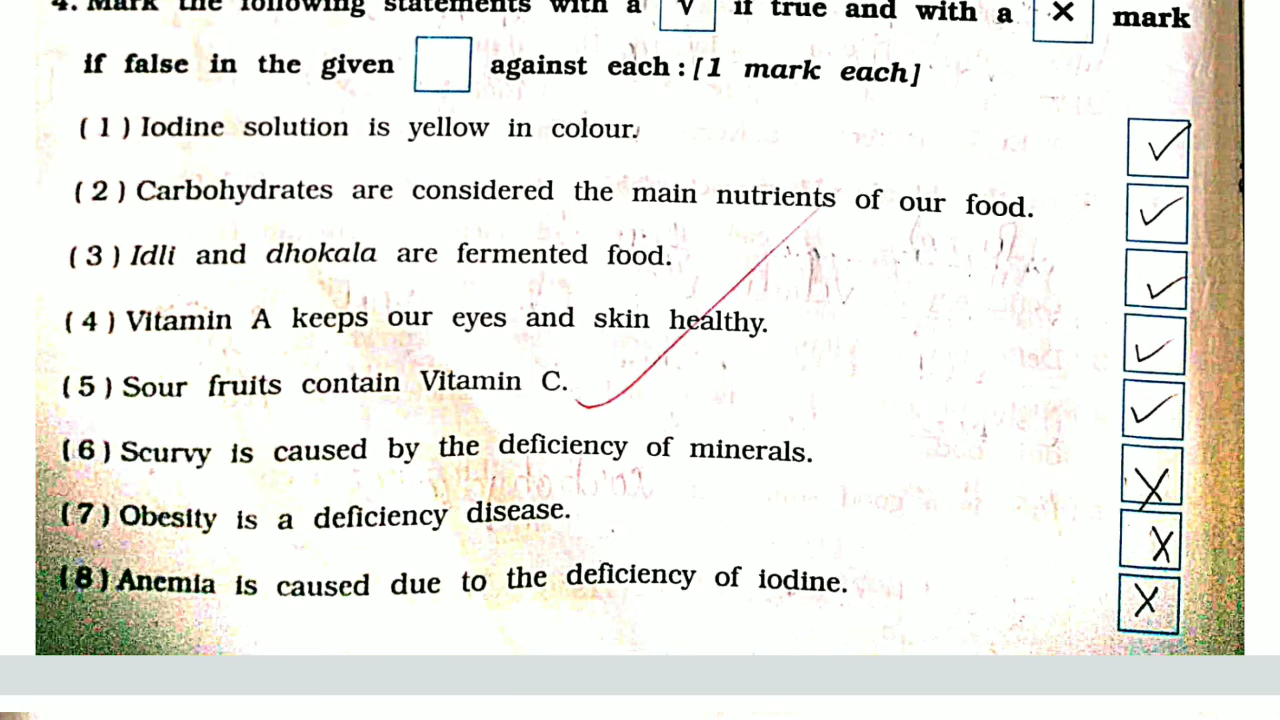 4. Mark the following statements with a √ if true and with a × mark
if false in the given against each : [1 mark each]
( 1 ) Iodine solution is yellow in colour. ✓
( 2 ) Carbohydrates are considered the main nutrients of our food. ✓
( 3 ) Idli and dhokala are fermented food. ✓
( 4 ) Vitamin A keeps our eyes and skin healthy. ✓
( 5 ) Sour fruits contain Vitamin C. ✓
( 6 ) Scurvy is caused by the deficiency of minerals. X
( 7 ) Obesity is a deficiency disease. X
( 8 ) Anemia is caused due to the deficiency of iodine. X